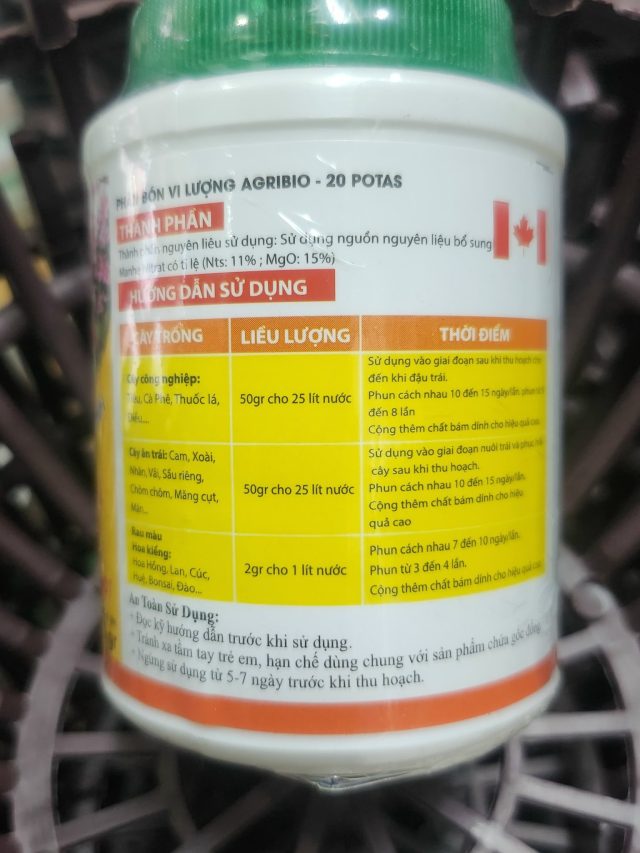 PHÂN BÓN VI LƯỢNG AGRIBIO - 20 POTAS
THÀNH PHẦN
Thành phần nguyên liệu sử dụng: Sử dụng nguồn nguyên liệu bổ sung
Manhe Nitrat có tỉ lệ (Nts: 11% ; MgO: 15%)
HƯỚNG DẪN SỬ DỤNG
CÂY TRỒNG LIỀU LƯỢNG THỜI ĐIỂM
Cây công nghiệp:
Tiêu, Cà Phê, Thuốc lá,
Điều,...
50gr cho 25 lít nước
Sử dụng vào giai đoạn sau khi thu hoạch cho
đến khi đậu trái.
Phun cách nhau 10 đến 15 ngày/lần, phun từ
đến 8 lần
Cộng thêm chất bám dính cho hiệu quả cao
Cây ăn trái: Cam, Xoài,
Nhãn, Vải, Sầu riêng,
Chôm chôm, Măng cụt,
Mận...
50gr cho 25 lít nước
Sử dụng vào giai đoạn nuôi trái và phục hồi
cây sau khi thu hoạch.
Phun cách nhau 10 đến 15 ngày/lần.
Cộng thêm chất bám dính cho hiệu
quả cao
Rau màu
Hoa kiểng:
Hoa Hồng, Lan, Cúc,
Huệ, Bonsai, Đào...
2gr cho 1 lít nước
Phun cách nhau 7 đến 10 ngày/lần.
Phun từ 3 đến 4 lần.
Cộng thêm chất bám dính cho hiệu quả cao
An Toàn Sử Dụng:
- Đọc kỹ hướng dẫn trước khi sử dụng.
- Tránh xa tầm tay trẻ em, hạn chế dùng chung với sản phẩm chứa gốc đồng
- Ngưng sử dụng từ 5-7 ngày trước khi thu hoạch.